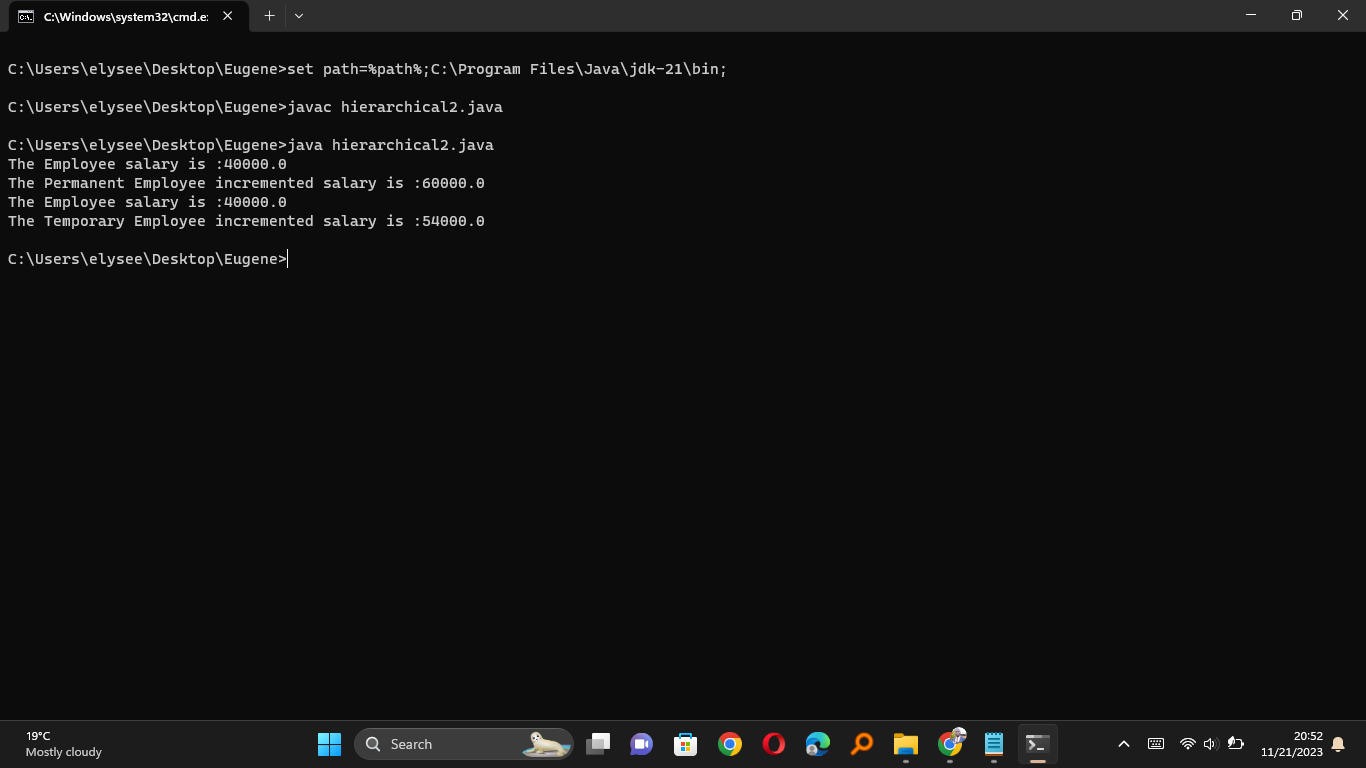 C:\Windows\system32\cmd.e:
C:\Users\elysee\Desktop\Eugene>set path=%path%;C:\Program Files\Java\jdk-21\bin;
C:\Users\elysee\Desktop\Eugene>javac hierarchical2.java
C:\Users\elysee\Desktop\Eugene>java hierarchical2.java
The Employee salary is :40000.0
The Permanent Employee incremented salary is :60000.0
The Employee salary is :40000.0
The Temporary Employee incremented salary is :54000.0
C:\Users\elysee\Desktop\Eugene>
19°C
Mostly cloudy
Search
20:52
11/21/2023